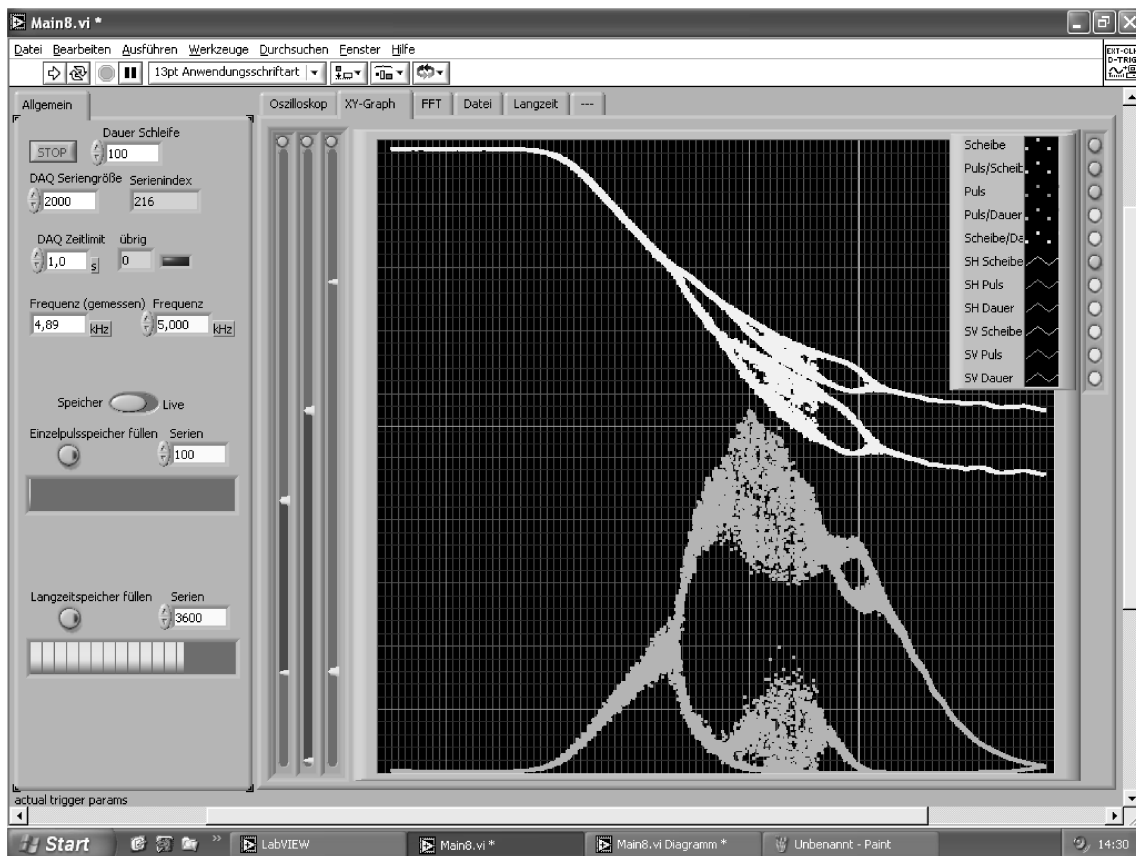 Main8.vi *
Datei Bearbeiten Ausführen Werkzeuge Durchsuchen Fenster Hilfe
13pt Anwendungsschriftart
EXT-CLK
D-TRIG
Allgemein
Oszilloskop XY-Graph FFT Datei Langzeit ---
Dauer Schleife
STOP 100
DAQ Seriengröße Serienindex
2000 216
DAQ Zeitlimit übrig
1,0 s 0
Frequenz (gemessen) Frequenz
4,89 kHz 5,000 kHz
Speicher Live
Einzelpulsspeicher füllen Serien
100
Langzeitspeicher füllen Serien
3600
Scheibe
Puls/Scheib
Puls
Puls/Dauer
Scheibe/Da
SH Scheibe
SH Puls
SH Dauer
SV Scheibe
SV Puls
SV Dauer
actual trigger params
Start » LabVIEW Main8.vi * Main8.vi Diagramm * Unbenannt - Paint 14:30